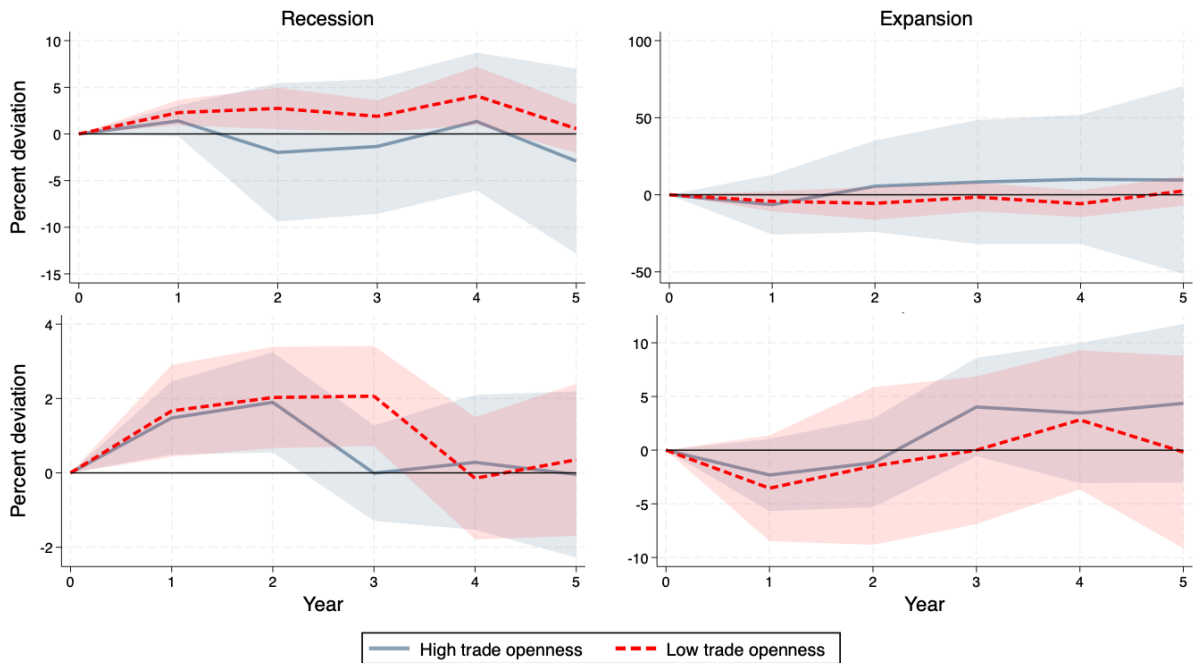 Recession
Expansion
Percent deviation
10
5
0
-5
-10
-15
0 1 2 3 4 5
100
50
0
-50
0 1 2 3 4 5
Percent deviation
4
2
0
-2
0 1 2 3 4 5
Year
10
5
0
-5
-10
0 1 2 3 4 5
Year
High trade openness
Low trade openness